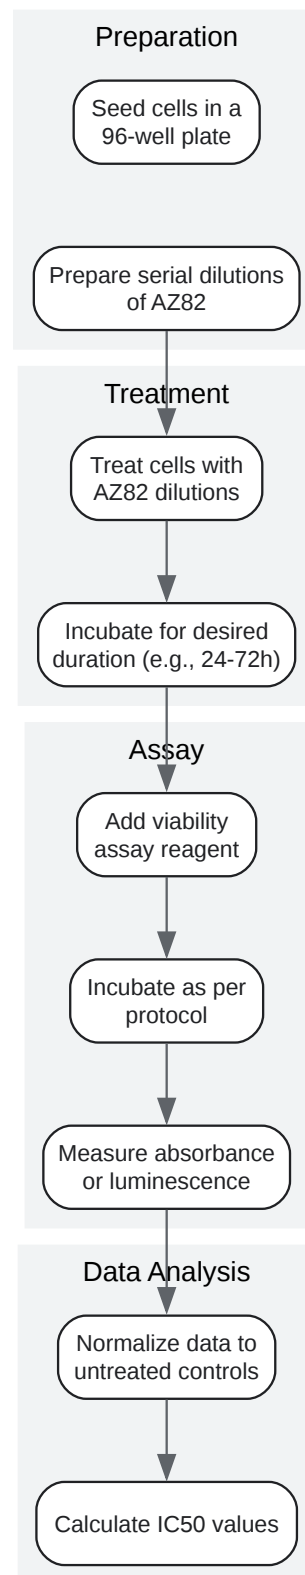 Preparation
Seed cells in a
96-well plate
Prepare serial dilutions
of AZ82
Treatment
Treat cells with
AZ82 dilutions
Incubate for desired
duration (e.g., 24-72h)
Assay
Add viability
assay reagent
Incubate as per
protocol
Measure absorbance
or luminescence
Data Analysis
Normalize data to
untreated controls
Calculate IC50 values